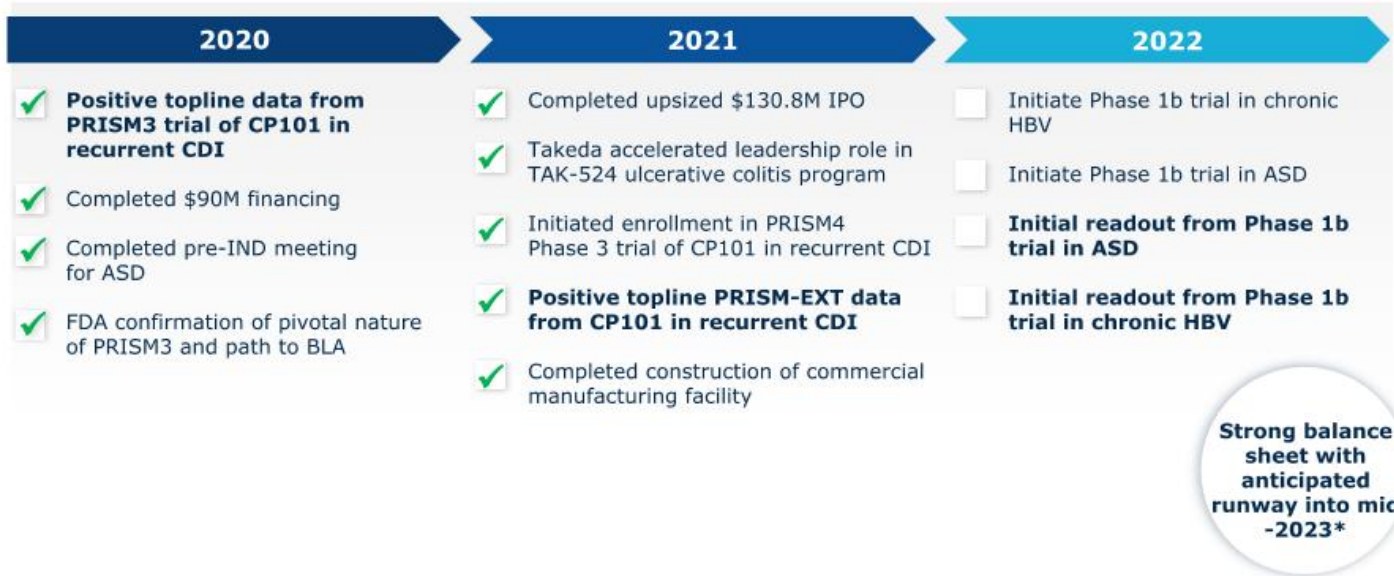 2020
Positive topline data from
PRISM3 trial of CP101 in
recurrent CDI
Completed $90M financing
Completed pre-IND meeting
for ASD
FDA confirmation of pivotal nature
of PRISM3 and path to BLA
2021
Completed upsized $130.8M IPO
Takeda accelerated leadership role in
TAK-524 ulcerative colitis program
Initiated enrollment in PRISM4
Phase 3 trial of CP101 in recurrent CDI
Positive topline PRISM-EXT data
from CP101 in recurrent CDI
Completed construction of commercial
manufacturing facility
2022
Initiate Phase 1b trial in chronic
HBV
Initiate Phase 1b trial in ASD
Initial readout from Phase 1b
trial in ASD
Initial readout from Phase 1b
trial in chronic HBV
Strong balance
sheet with
anticipated
runway into mid
-2023*